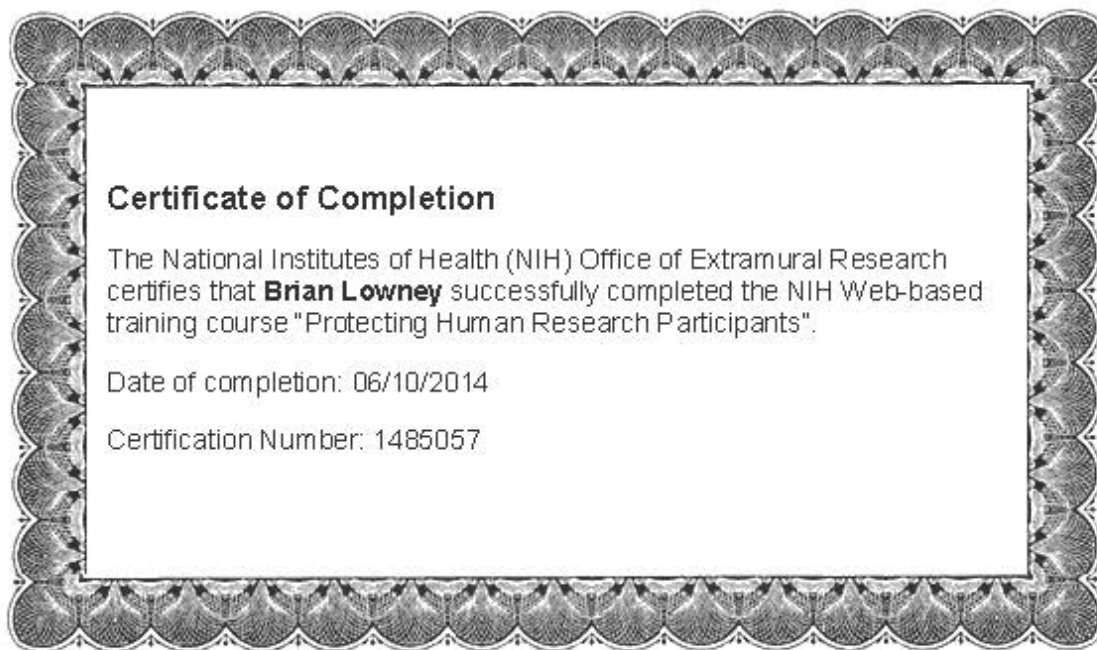 Certificate of Completion
The National Institutes of Health (NIH) Office of Extramural Research
certifies that Brian Lowney successfully completed the NIH Web-based
training course "Protecting Human Research Participants".
Date of completion: 06/10/2014
Certification Number: 1485057